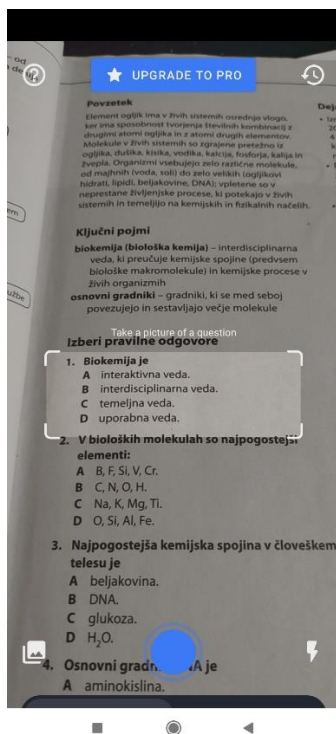 UPGRADE TO PRO
Povzetek
Element ogljik ima v živih sistemih osrednjo vlogo,
ker ima sposobnost tvorjenja številnih kombinacij z
drugimi atomi ogljika in z atomi drugih elementov.
Molekule v živih sistemih so zgrajene pretežno iz
ogljika, dušika, kisika, vodika, kalcija, fosforja, kalija in
žvepla. Organizmi vsebujejo zelo različne molekule,
od majhnih (voda, soli) do zelo velikih (ogljikovi
hidrati, lipidi, beljakovine, DNA); vpletene so v
neprestane življenjske procese, ki potekajo v živih
sistemih in temeljijo na kemijskih in fizikalnih načelih.
Ključni pojmi
biokemija (biološka kemija) – interdisciplinarna
veda, ki preučuje kemijske spojine (predvsem
biološke makromolekule) in kemijske procese v
živih organizmih
osnovni gradniki – gradniki, ki se med seboj
povezujejo in sestavljajo večje molekule
Take a picture of a question
Izberi pravilne odgovore
1. Biokemija je
A interaktivna veda.
B interdisciplinarna veda.
C temeljna veda.
D uporabna veda.
2. V bioloških molekulah so najpogostejši
elementi:
A B, F, Si, V, Cr.
B C, N, O, H.
C Na, K, Mg, Ti.
D O, Si, Al, Fe.
3. Najpogostejša kemijska spojina v človeškem
telesu je
A beljakovina.
B DNA.
C glukoza.
D H₂O.
4. Osnovni je
A aminokislina.